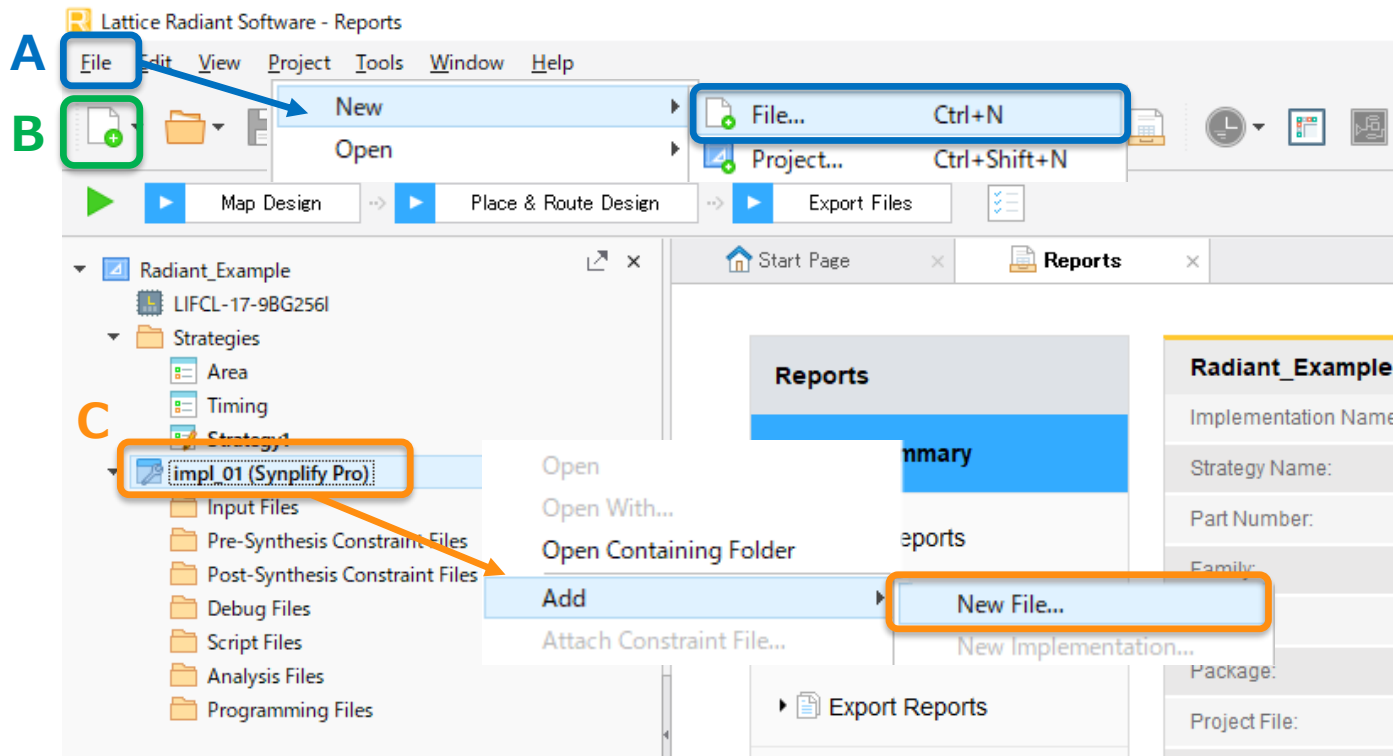 Lattice Radiant Software - Reports
A
File Edit View Project Tools Window Help
B
New
File... Ctrl+N
Open
Project... Ctrl+Shift+N
Map Design
Place & Route Design
Export Files
Radiant_Example
Start Page
Reports
LIFCL-17-9BG256I
Strategies
Area
Timing
Strategy1
C
impl_01 (Synplify Pro)
Input Files
Pre-Synthesis Constraint Files
Post-Synthesis Constraint Files
Debug Files
Script Files
Analysis Files
Programming Files
Open
Open With...
Open Containing Folder
Add
New File...
Attach Constraint File...
New Implementation...
Reports
mmary
eports
Export Reports
Radiant_Example
Implementation Name
Strategy Name:
Part Number:
Family:
Package:
Project File: